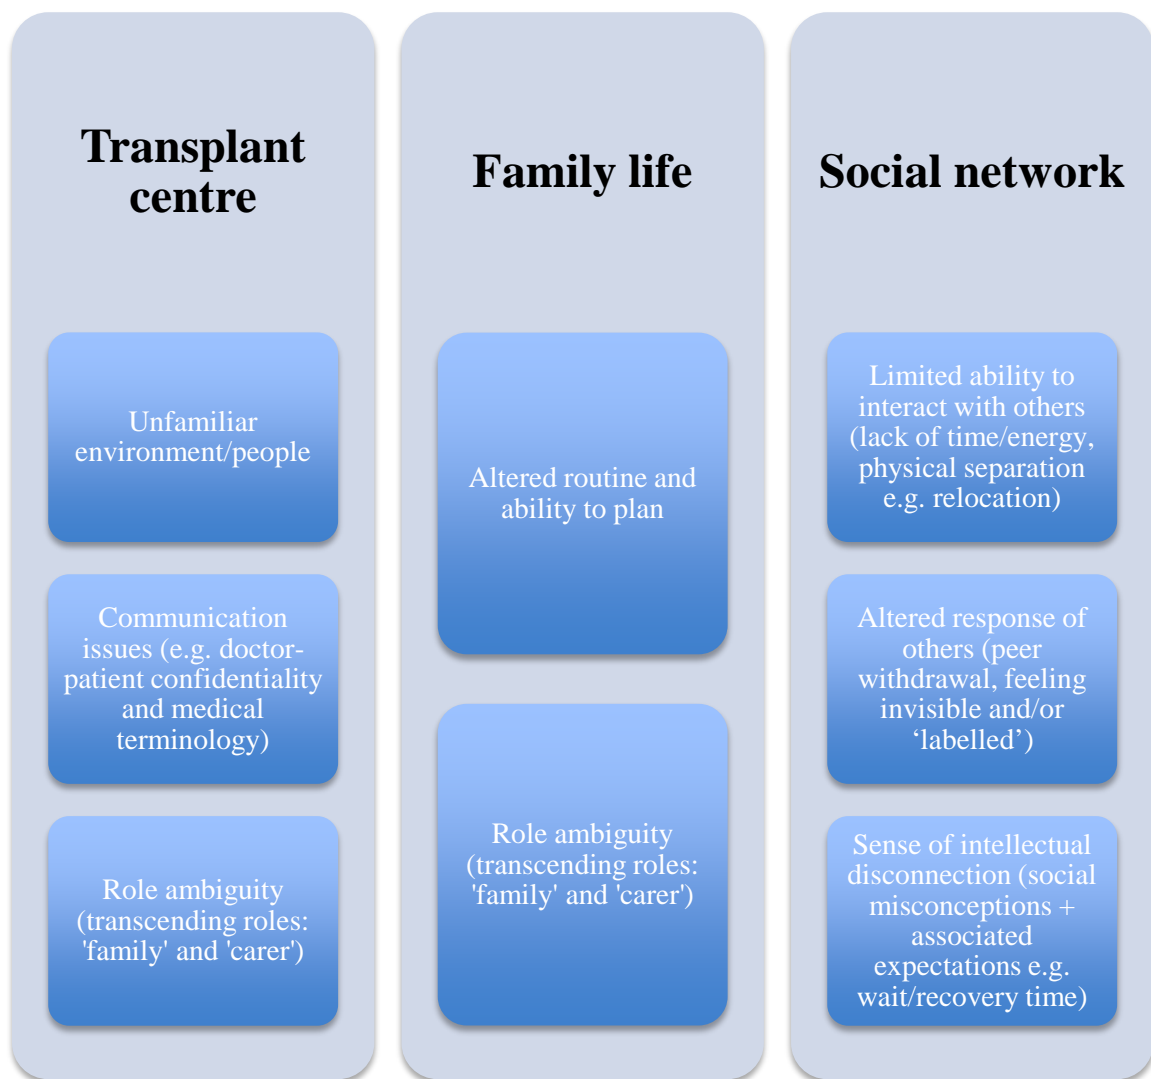 Transplant
centre
Unfamiliar
environment/people
Communication
issues (e.g. doctor-
patient confidentiality
and medical
terminology)
Role ambiguity
(transcending roles:
'family' and 'carer')
Family life
Altered routine and
ability to plan
Role ambiguity
(transcending roles:
'family' and 'carer')
Social network
Limited ability to
interact with others
(lack of time/energy,
physical separation
e.g. relocation)
Altered response of
others (peer
withdrawal, feeling
invisible and/or
‘labelled’)
Sense of intellectual
disconnection (social
misconceptions +
associated
expectations e.g.
wait/recovery time)